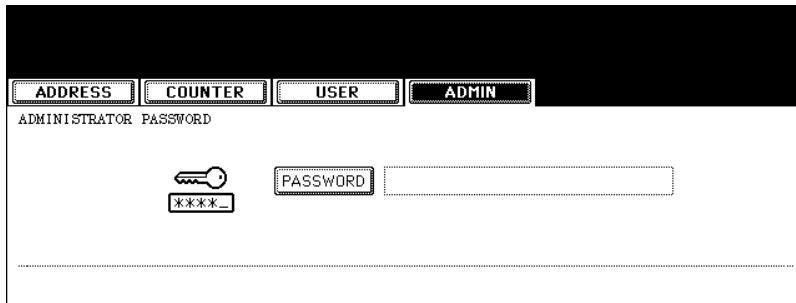 ADDRESS COUNTER USER ADMIN
ADMINISTRATOR PASSWORD
PASSWORD
****_